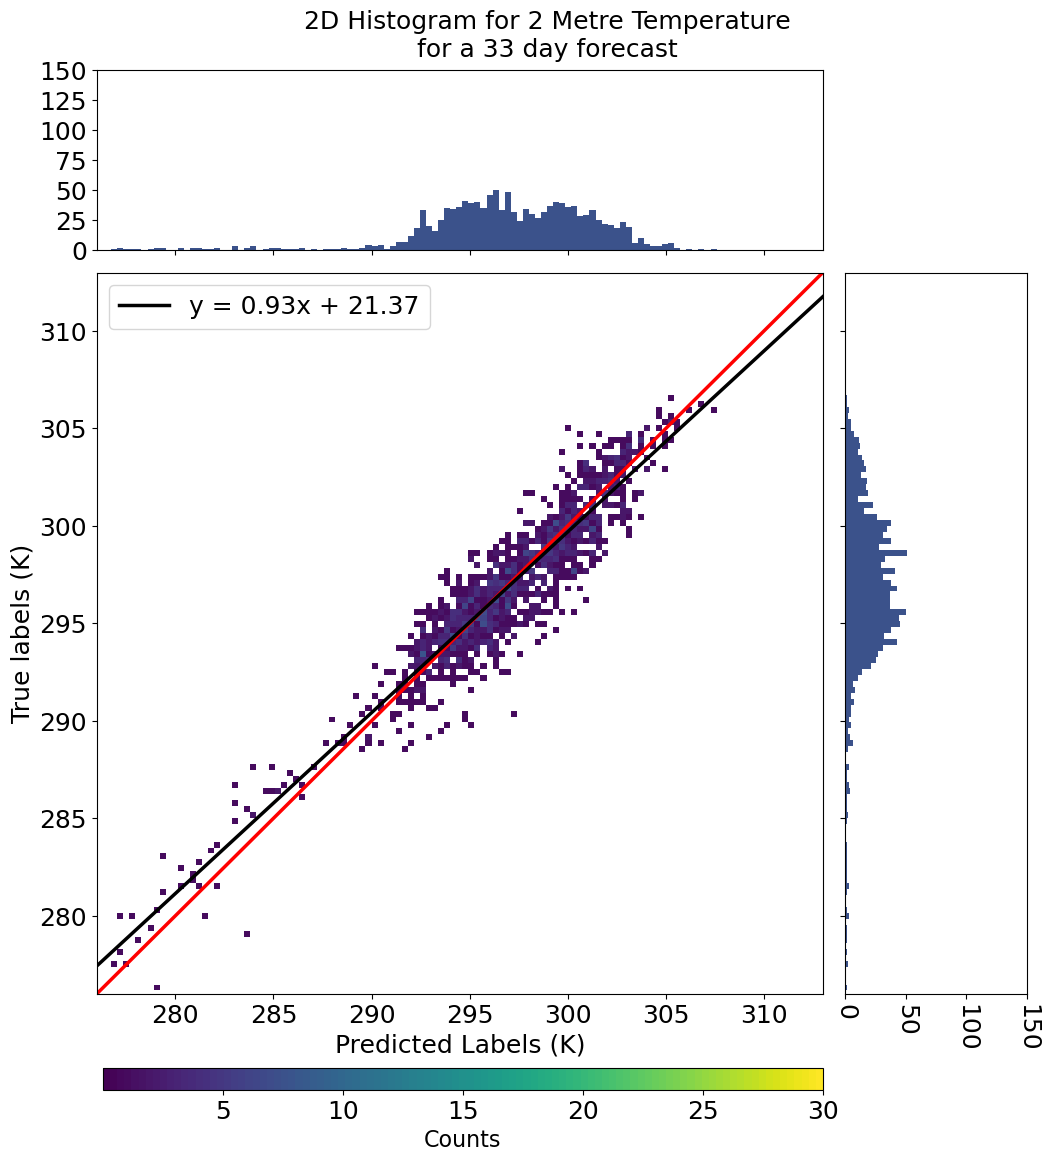 2D Histogram for 2 Metre Temperature
for a 33 day forecast
150
125
100
75
50
25
0
y = 0.93x + 21.37
310
305
300
295
290
285
280
True labels (K)
280 285 290 295 300 305 310
Predicted Labels (K)
0 50 100 150
5 10 15 20 25 30
Counts